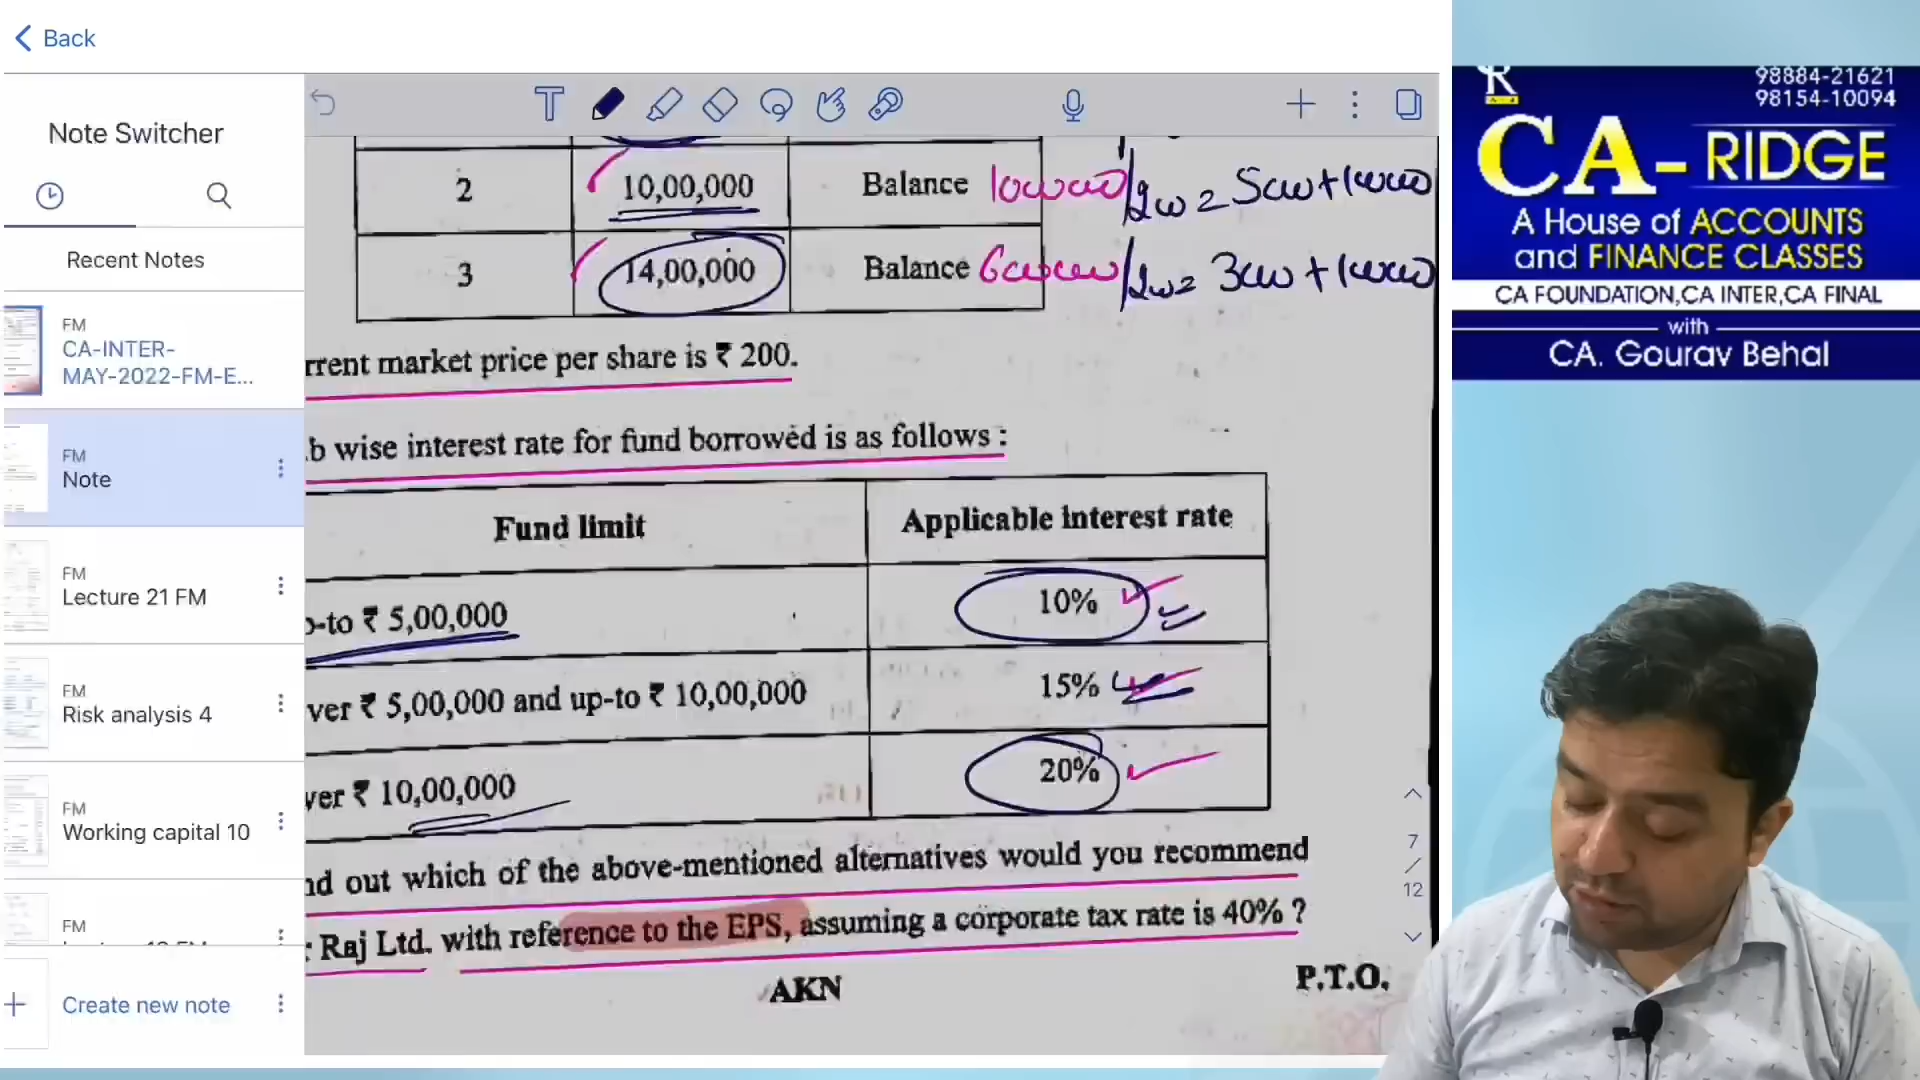 Back
Note Switcher
Recent Notes
FM
CA-INTER-
MAY-2022-FM-E...
FM
Note
FM
Lecture 21 FM
FM
Risk analysis 4
FM
Working capital 10
FM
Create new note
2 10,00,000 Balance
3 14,00,000 Balance
rrent market price per share is ₹ 200.
b wise interest rate for fund borrowed is as follows :
Fund limit Applicable interest rate
p-to ₹ 5,00,000 10%
ver ₹ 5,00,000 and up-to ₹ 10,00,000 15%
ver ₹ 10,00,000 20%
nd out which of the above-mentioned alternatives would you recommend
r Raj Ltd. with reference to the EPS, assuming a corporate tax rate is 40% ?
AKN
P.T.O.
7
/
12
R
98884-21621
98154-10094
CA- RIDGE
A House of ACCOUNTS
and FINANCE CLASSES
CA FOUNDATION,CA INTER,CA FINAL
with
CA. Gourav Behal